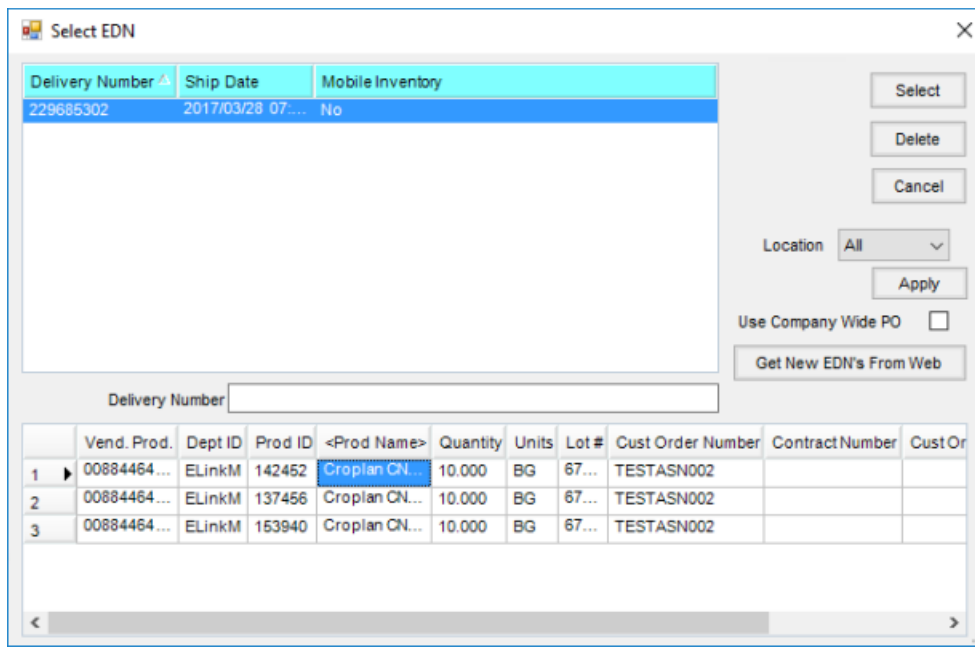 Select EDN
Delivery Number Ship Date Mobile Inventory
229685302 2017/03/28 07:... No
Select
Delete
Cancel
Location All
Apply
Use Company Wide PO
Get New EDN's From Web
Delivery Number
Vend. Prod. Dept ID Prod ID <Prod Name> Quantity Units Lot # Cust Order Number Contract Number Cust Or
1 00884464... ELinkM 142452 Croplan CN... 10.000 BG 67... TESTASN002
2 00884464... ELinkM 137456 Croplan CN... 10.000 BG 67... TESTASN002
3 00884464... ELinkM 153940 Croplan CN... 10.000 BG 67... TESTASN002